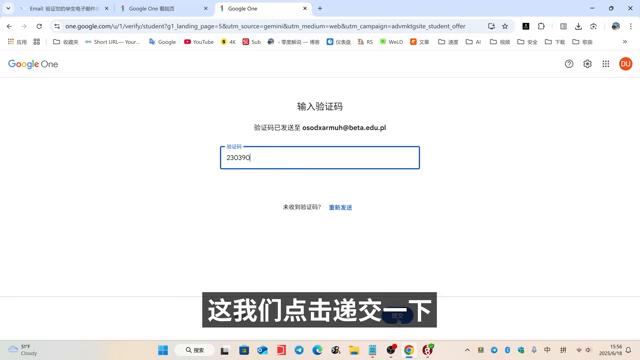 Email: 验证您的学生电子邮件
Google One 着陆页
Google One
one.google.com/u/1/verify/student?g1_landing_page=5&utm_source=gemini&utm_medium=web&utm_campaign=advmktgsite_student_offer
应用
收藏夹
Short URL—Your...
YouTube
4K
Sub
- 零度解说 — 博客
仪表盘
RS
WeLO
文章
速度
AI
视频
安全
下载
歌曲
Google One
DU
输入验证码
验证码已发送至 osodxarmuh@beta.edu.pl
验证码
230390
未收到验证码？ 重新发送
这我们点击递交一下
51°F
Cloudy
搜索
中
拼
15:56
2025/6/18